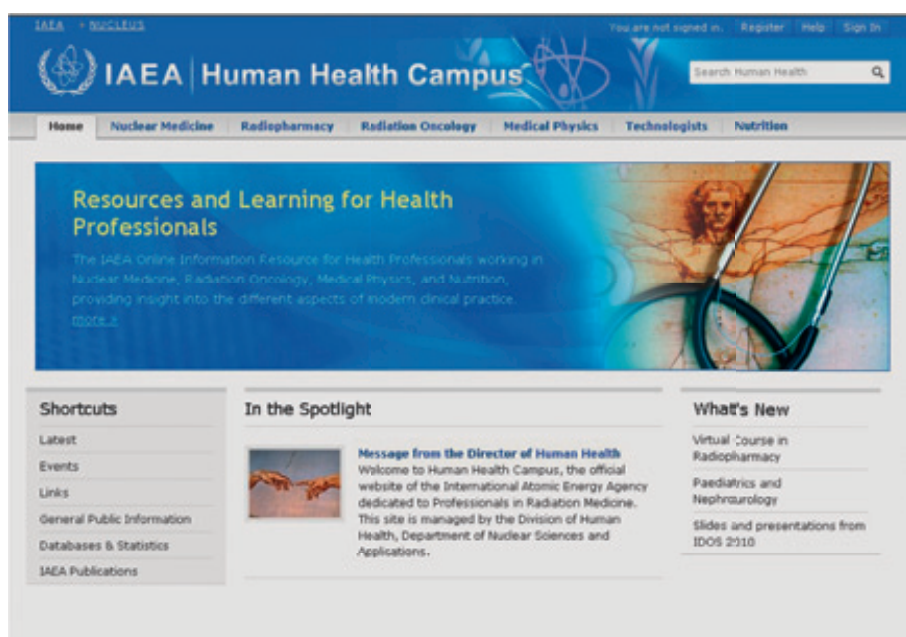 IAEA > NUCLEUS
You are not signed in. Register Help Sign In
IAEA | Human Health Campus
Search Human Health
Home Nuclear Medicine Radiopharmacy Radiation Oncology Medical Physics Technologists Nutrition
Resources and Learning for Health
Professionals
The IAEA Online Information Resource for Health Professionals working in
Nuclear Medicine, Radiation Oncology, Medical Physics, and Nutrition,
providing insight into the different aspects of modern clinical practice.
more »
Shortcuts
Latest
Events
Links
General Public Information
Databases & Statistics
IAEA Publications
In the Spotlight
Message from the Director of Human Health
Welcome to Human Health Campus, the official
website of the International Atomic Energy Agency
dedicated to Professionals in Radiation Medicine.
This site is managed by the Division of Human
Health, Department of Nuclear Sciences and
Applications.
What's New
Virtual Course in
Radiopharmacy
Paediatrics and
Nephrourology
Slides and presentations from
IDOS 2010